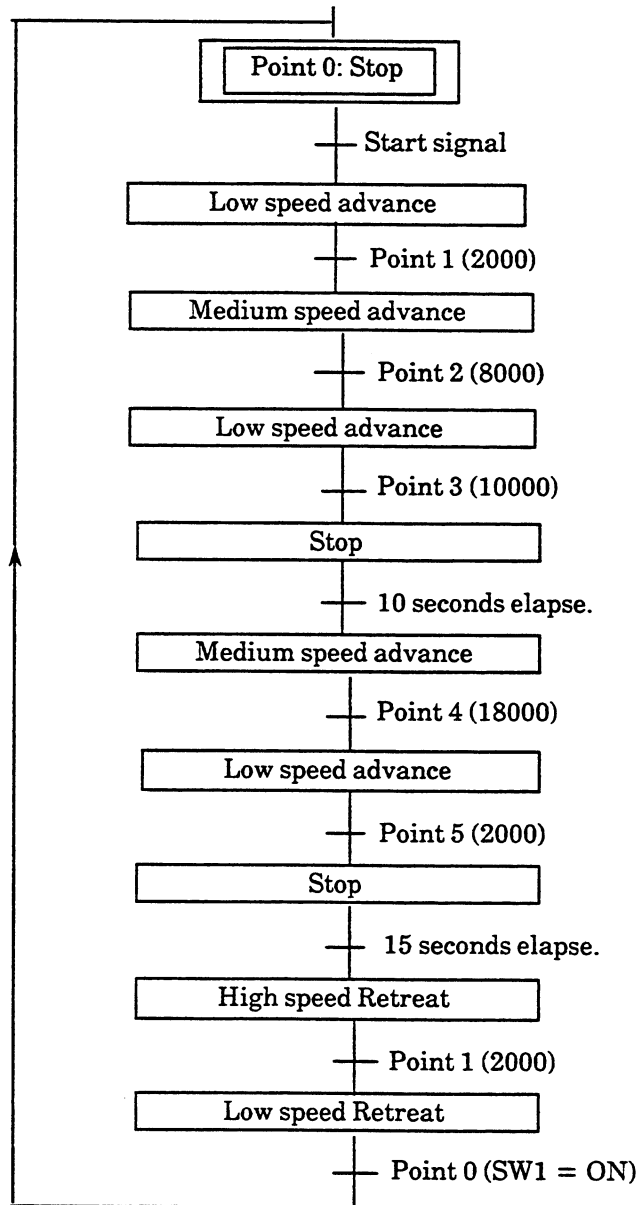 Point 0: Stop
Start signal
Low speed advance
Point 1 (2000)
Medium speed advance
Point 2 (8000)
Low speed advance
Point 3 (10000)
Stop
10 seconds elapse.
Medium speed advance
Point 4 (18000)
Low speed advance
Point 5 (2000)
Stop
15 seconds elapse.
High speed Retreat
Point 1 (2000)
Low speed Retreat
Point 0 (SW1 = ON)